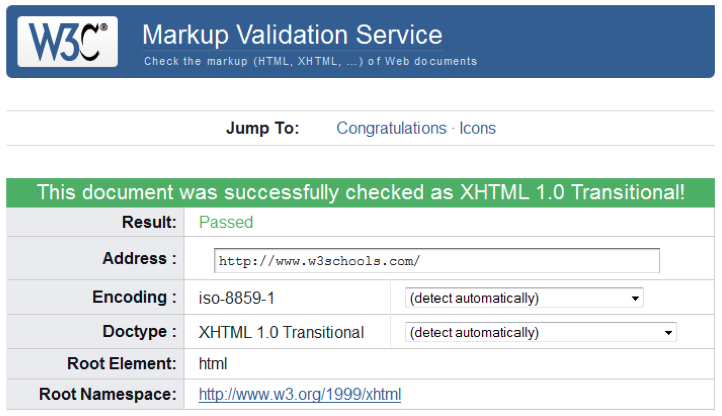 W3C®
Markup Validation Service
Check the markup (HTML, XHTML, ...) of Web documents
Jump To: Congratulations · Icons
This document was successfully checked as XHTML 1.0 Transitional!
Result: Passed
Address : http://www.w3schools.com/
Encoding : iso-8859-1 (detect automatically)
Doctype : XHTML 1.0 Transitional (detect automatically)
Root Element: html
Root Namespace: http://www.w3.org/1999/xhtml